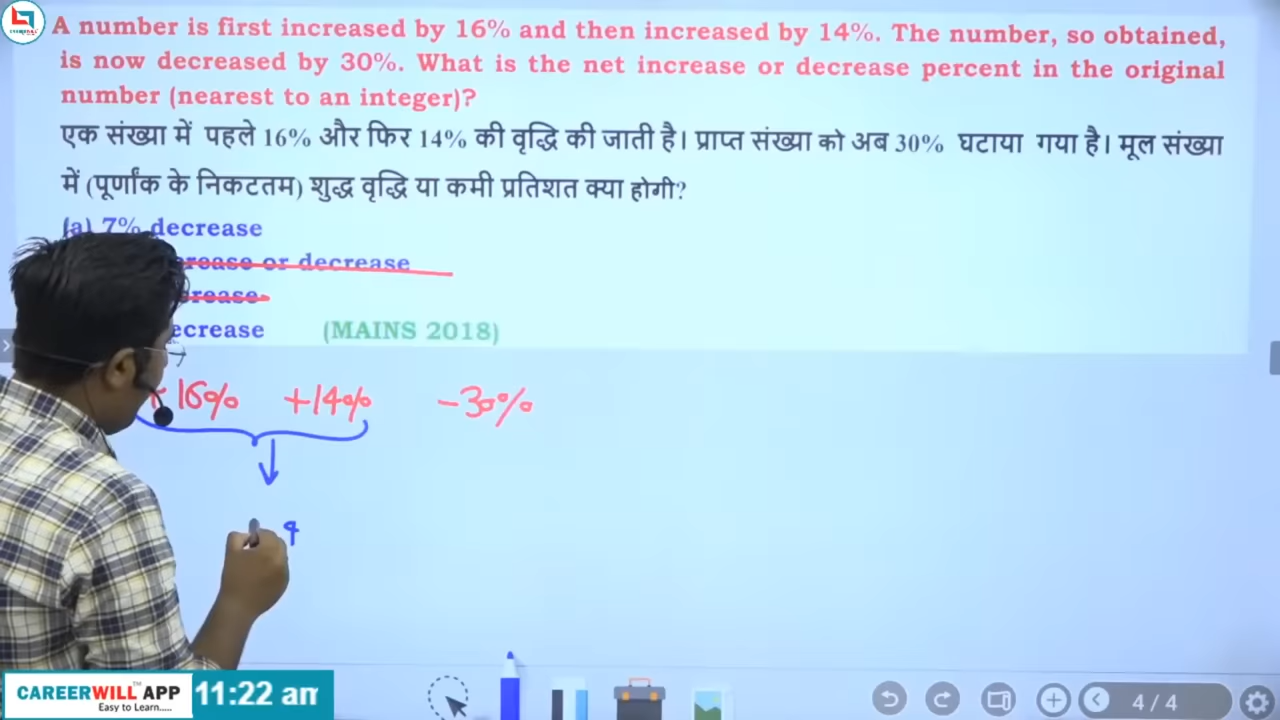 A number is first increased by 16% and then increased by 14%. The number, so obtained,
is now decreased by 30%. What is the net increase or decrease percent in the original
number (nearest to an integer)?
एक संख्या में पहले 16% और फिर 14% की वृद्धि की जाती है। प्राप्त संख्या को अब 30% घटाया गया है। मूल संख्या
में (पूर्णांक के निकटतम) शुद्ध वृद्धि या कमी प्रतिशत क्या होगी?
(a) 7% decrease
rease or decrease
rease
ecrease (MAINS 2018)
+16% +14% -30%
CAREERWILL APP
Easy to Learn.....
11:22 am
4 / 4